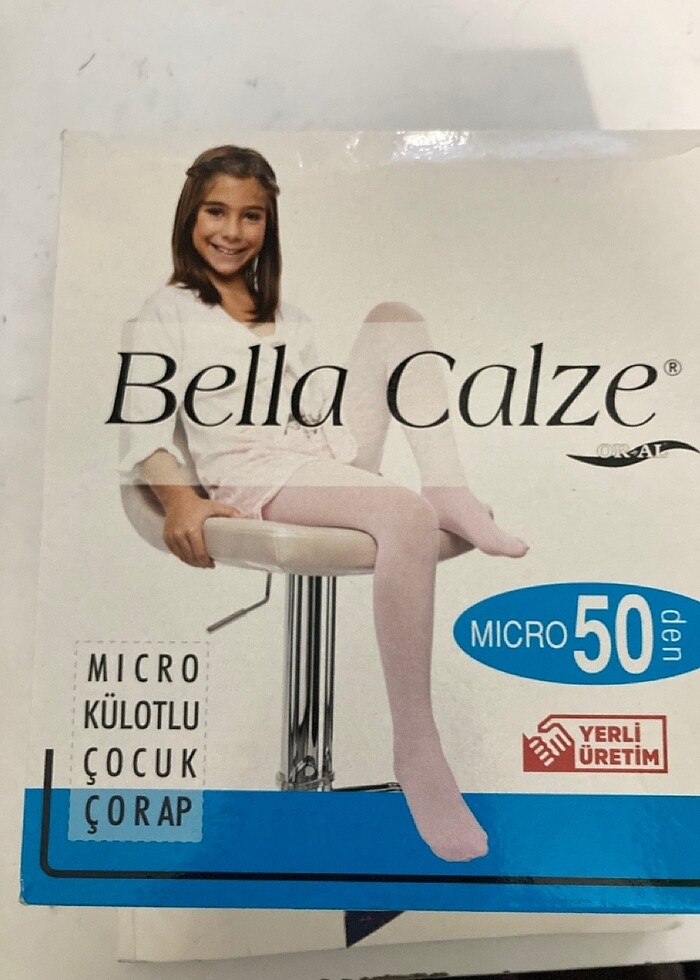 Bella Calze®
OR-AL
MICRO 50 den
YERLİ
ÜRETİM
MICRO
KÜLOTLU
ÇOCUK
ÇORAP